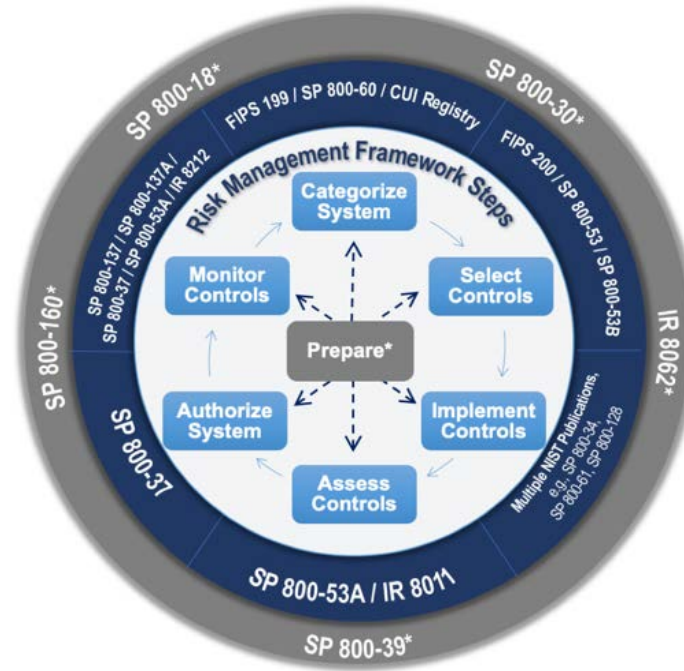 SP 800-18*
SP 800-30*
IR 8062*
SP 800-39*
SP 800-160*
FIPS 199 / SP 800-60 / CUI Registry
FIPS 200 / SP 800-53 / SP 800-53B
Multiple NIST Publications,
e.g., SP 800-34,
SP 800-61, SP 800-128
SP 800-53A / IR 8011
SP 800-37
SP 800-137 / SP 800-137A /
SP 800-37 / SP 800-53A / IR 8212
Risk Management Framework Steps
Categorize
System
Select
Controls
Implement
Controls
Assess
Controls
Authorize
System
Monitor
Controls
Prepare*